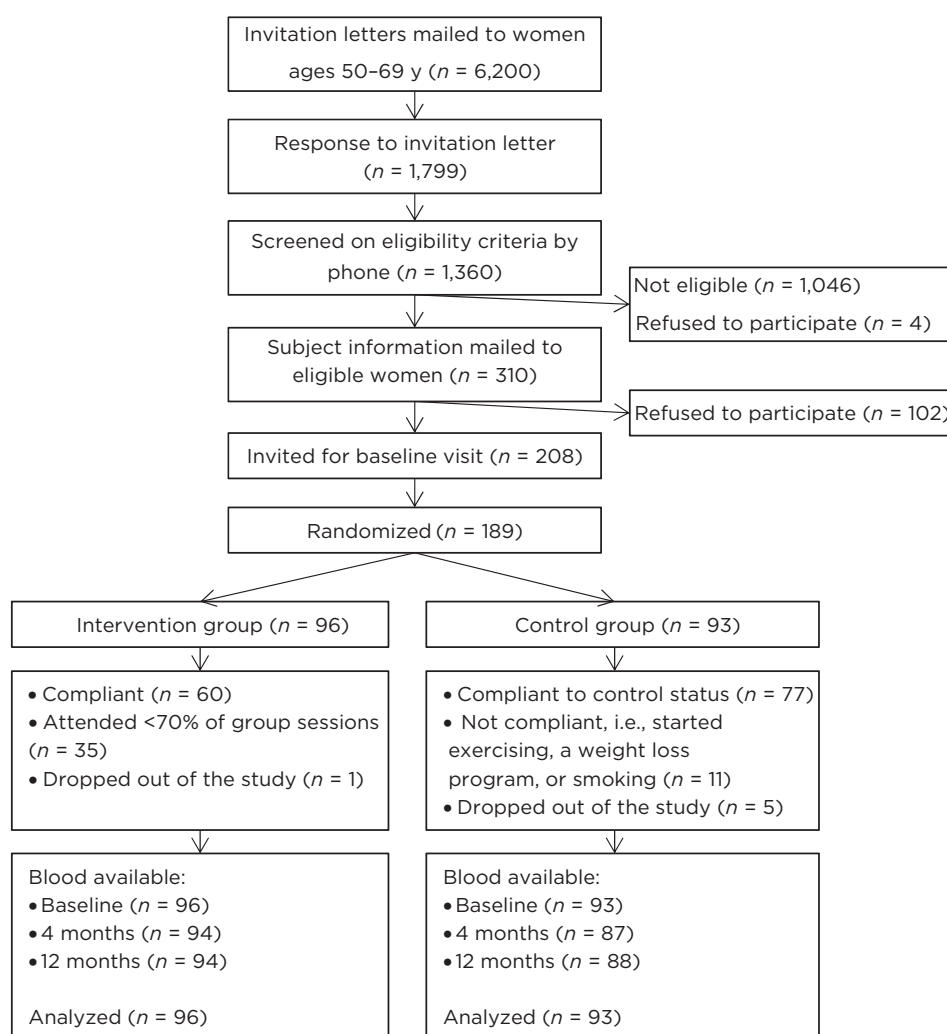 Invitation letters mailed to women
ages 50–69 y (n = 6,200)
Response to invitation letter
(n = 1,799)
Screened on eligibility criteria by
phone (n = 1,360)
Not eligible (n = 1,046)
Refused to participate (n = 4)
Subject information mailed to
eligible women (n = 310)
Refused to participate (n = 102)
Invited for baseline visit (n = 208)
Randomized (n = 189)
Intervention group (n = 96)
• Compliant (n = 60)
• Attended <70% of group sessions
(n = 35)
• Dropped out of the study (n = 1)
Blood available:
• Baseline (n = 96)
• 4 months (n = 94)
• 12 months (n = 94)
Analyzed (n = 96)
Control group (n = 93)
• Compliant to control status (n = 77)
• Not compliant, i.e., started
exercising, a weight loss
program, or smoking (n = 11)
• Dropped out of the study (n = 5)
Blood available:
• Baseline (n = 93)
• 4 months (n = 87)
• 12 months (n = 88)
Analyzed (n = 93)